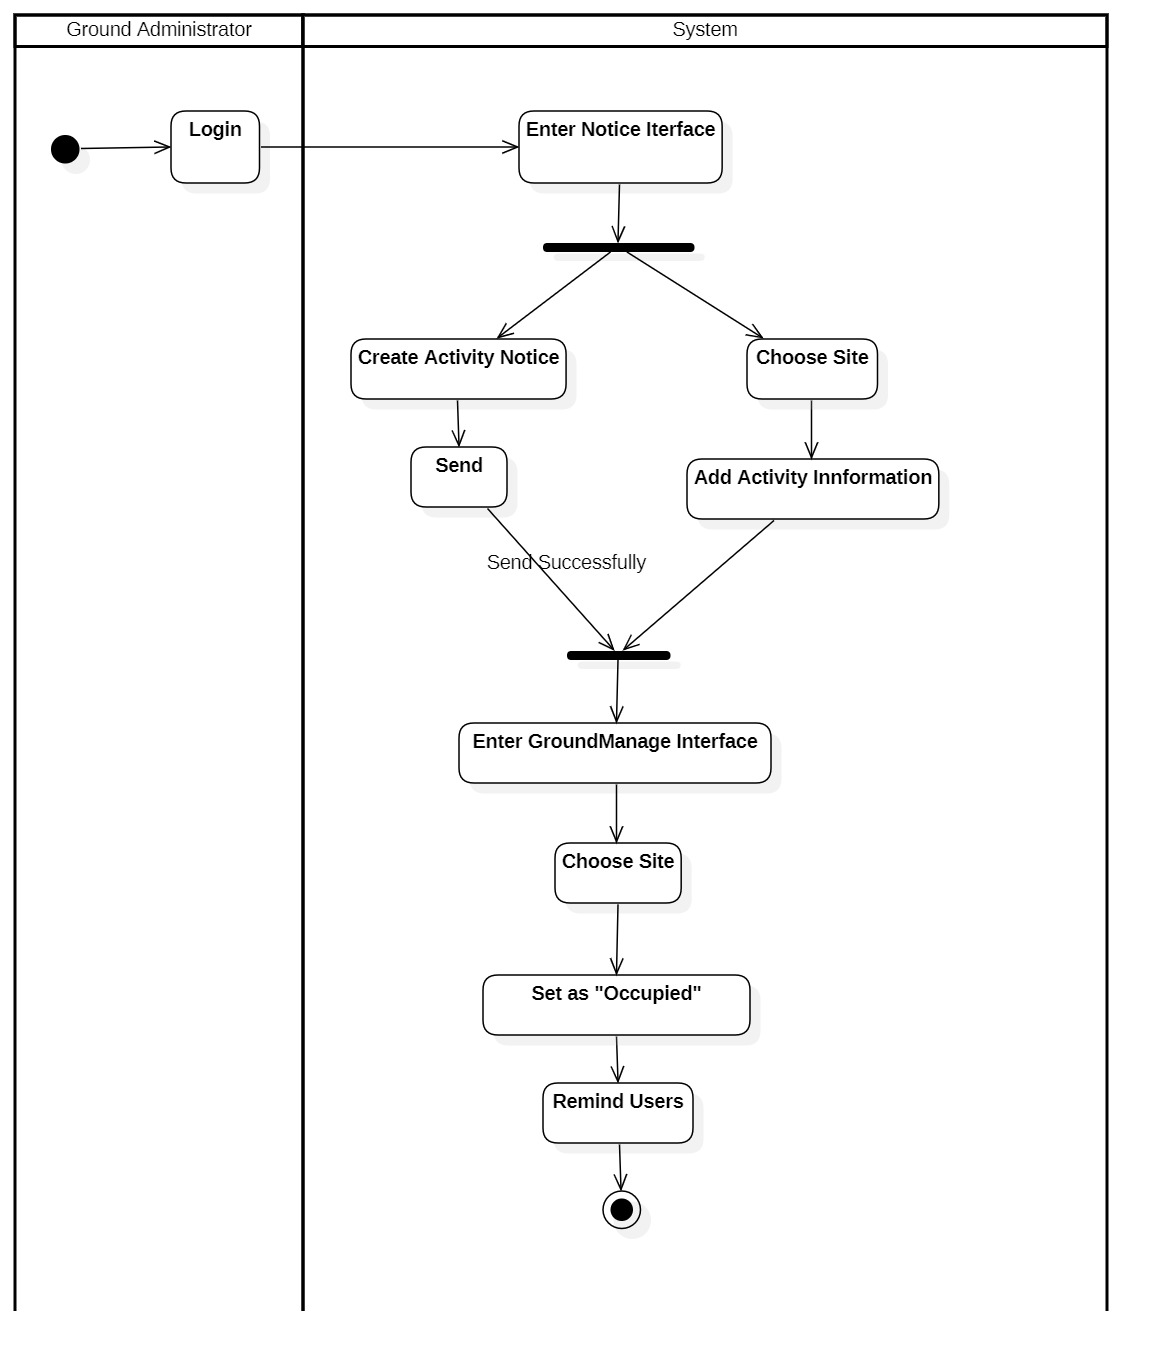 Ground Administrator
System
Login
Enter Notice Iterface
Create Activity Notice
Choose Site
Send
Add Activity Innformation
Send Successfully
Enter GroundManage Interface
Choose Site
Set as "Occupied"
Remind Users